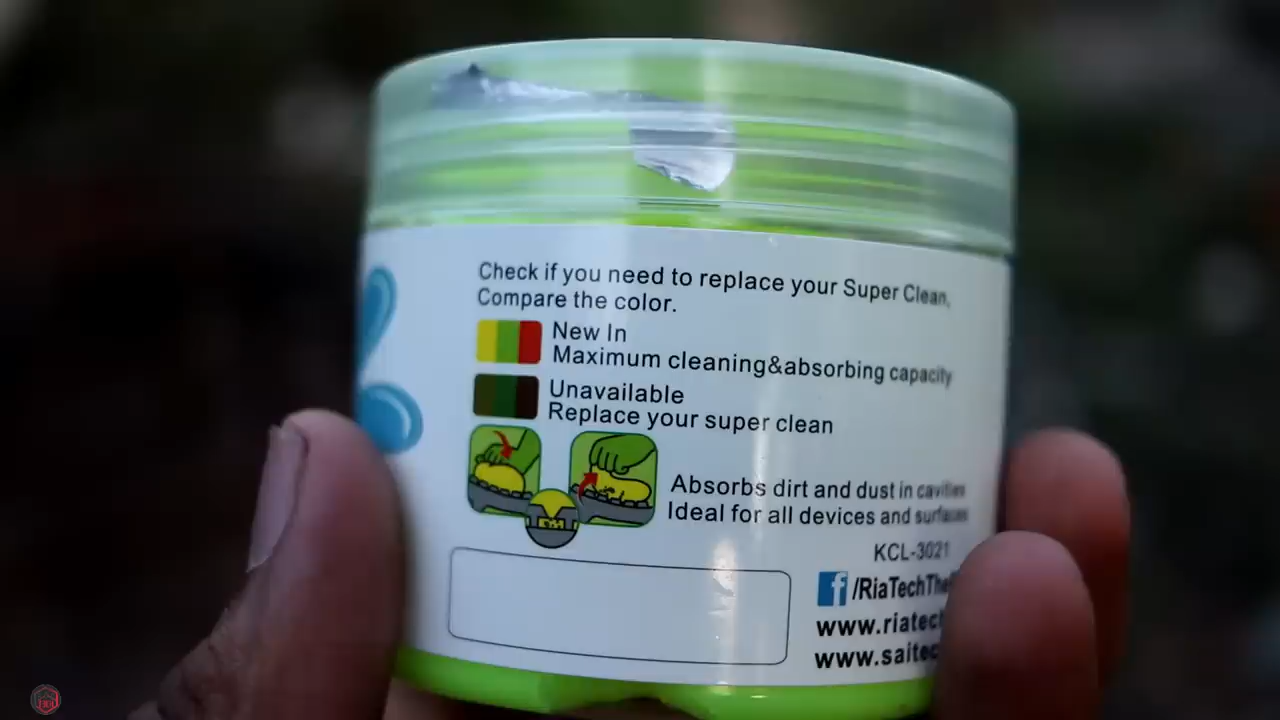 Check if you need to replace your Super Clean,
Compare the color.
New In
Maximum cleaning&absorbing capacity
Unavailable
Replace your super clean
Absorbs dirt and dust in cavities
Ideal for all devices and surfaces
KCL-3021
/RiaTechThe
www.riatec
www.saitec